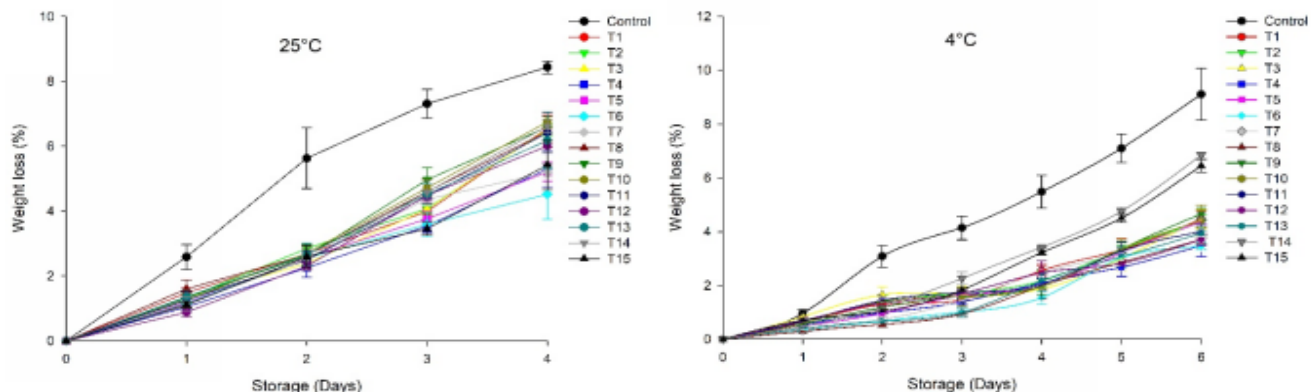 25°C
Weight loss (%)
10
8
6
4
2
0
0 1 2 3 4
Storage (Days)
Control
T1
T2
T3
T4
T5
T6
T7
T8
T9
T10
T11
T12
T13
T14
T15
4°C
Weight loss (%)
12
10
8
6
4
2
0
0 1 2 3 4 5 6
Storage (Days)
Control
T1
T2
T3
T4
T5
T6
T7
T8
T9
T10
T11
T12
T13
T14
T15